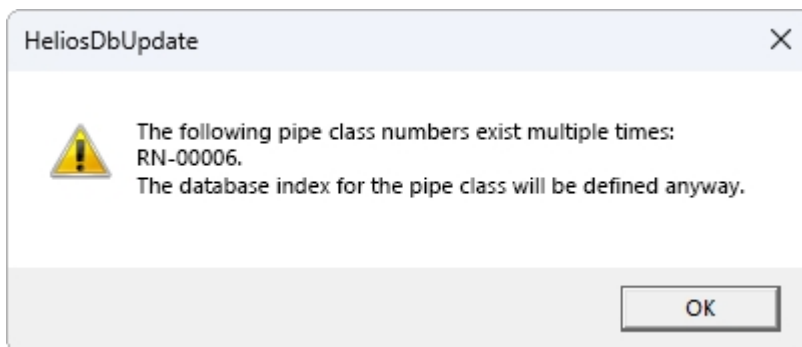 HeliosDbUpdate
The following pipe class numbers exist multiple times:
RN-00006.
The database index for the pipe class will be defined anyway.
OK